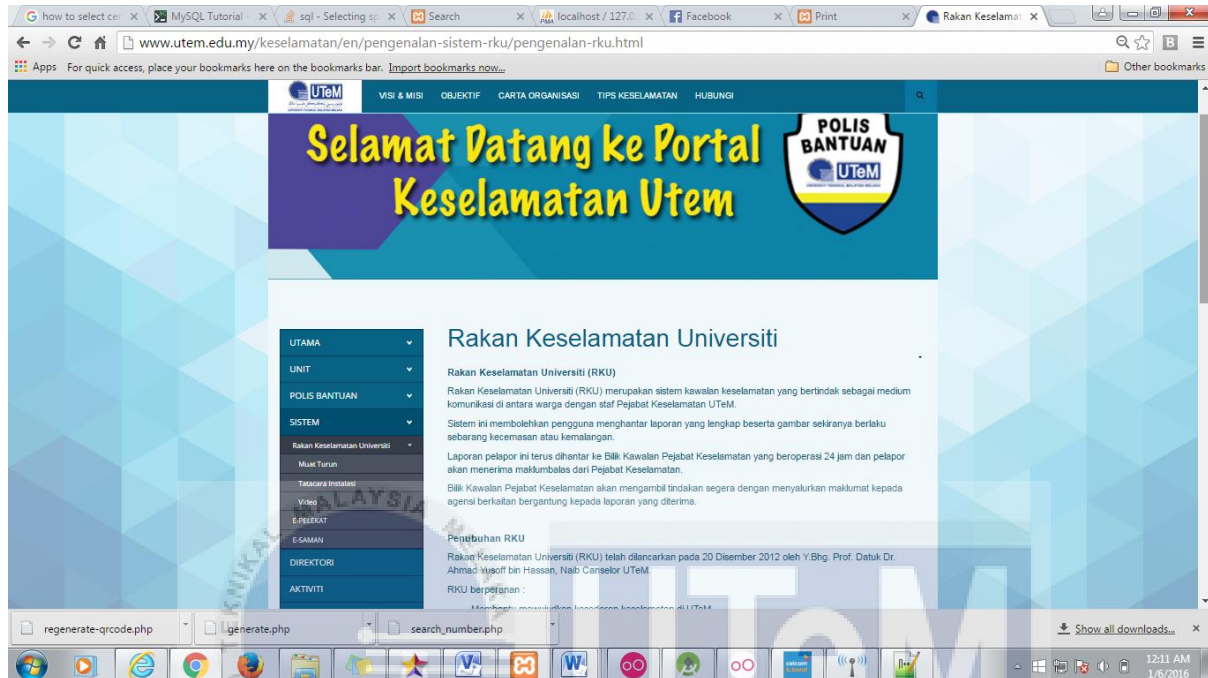 how to select cer
MySQL Tutorial -
sql - Selecting sp
Search
localhost / 127.0.
Facebook
Print
Rakan Keselamat
www.utem.edu.my/keselamatan/en/pengenalan-sistem-rku/pengenalan-rku.html
Apps For quick access, place your bookmarks here on the bookmarks bar. Import bookmarks now...
Other bookmarks
UTeM VISI & MISI OBJEKTIF CARTA ORGANISASI TIPS KESELAMATAN HUBUNGI
Selamat Datang ke Portal
Keselamatan Utem
POLIS
BANTUAN
UTeM
UTAMA
UNIT
POLIS BANTUAN
SISTEM
Rakan Keselamatan Universiti
Muat Turun
Tatacara Instalasi
Video
E-PELEKAT
E-SAMAN
DIREKTORI
AKTIVITI
Rakan Keselamatan Universiti
Rakan Keselamatan Universiti (RKU)
Rakan Keselamatan Universiti (RKU) merupakan sistem kawalan keselamatan yang bertindak sebagai medium
komunikasi di antara warga dengan staf Pejabat Keselamatan UTeM.
Sistem ini membolehkan pengguna menghantar laporan yang lengkap beserta gambar sekiranya berlaku
sebarang kecemasan atau kemalangan.
Laporan pelapor ini terus dihantar ke Bilik Kawalan Pejabat Keselamatan yang beroperasi 24 jam dan pelapor
akan menerima maklumbalas dari Pejabat Keselamatan.
Bilik Kawalan Pejabat Keselamatan akan mengambil tindakan segera dengan menyalurkan maklumat kepada
agensi berkaitan bergantung kepada laporan yang diterima.
Penubuhan RKU
Rakan Keselamatan Universiti (RKU) telah dilancarkan pada 20 Disember 2012 oleh Y.Bhg. Prof. Datuk Dr.
Ahmad Yusoff bin Hassan, Naib Canselor UTeM.
RKU berperanan :
MALAYSIA
UTeM
regenerate-qrcode.php
generate.php
search_number.php
Show all downloads...
12:11 AM
1/6/2016